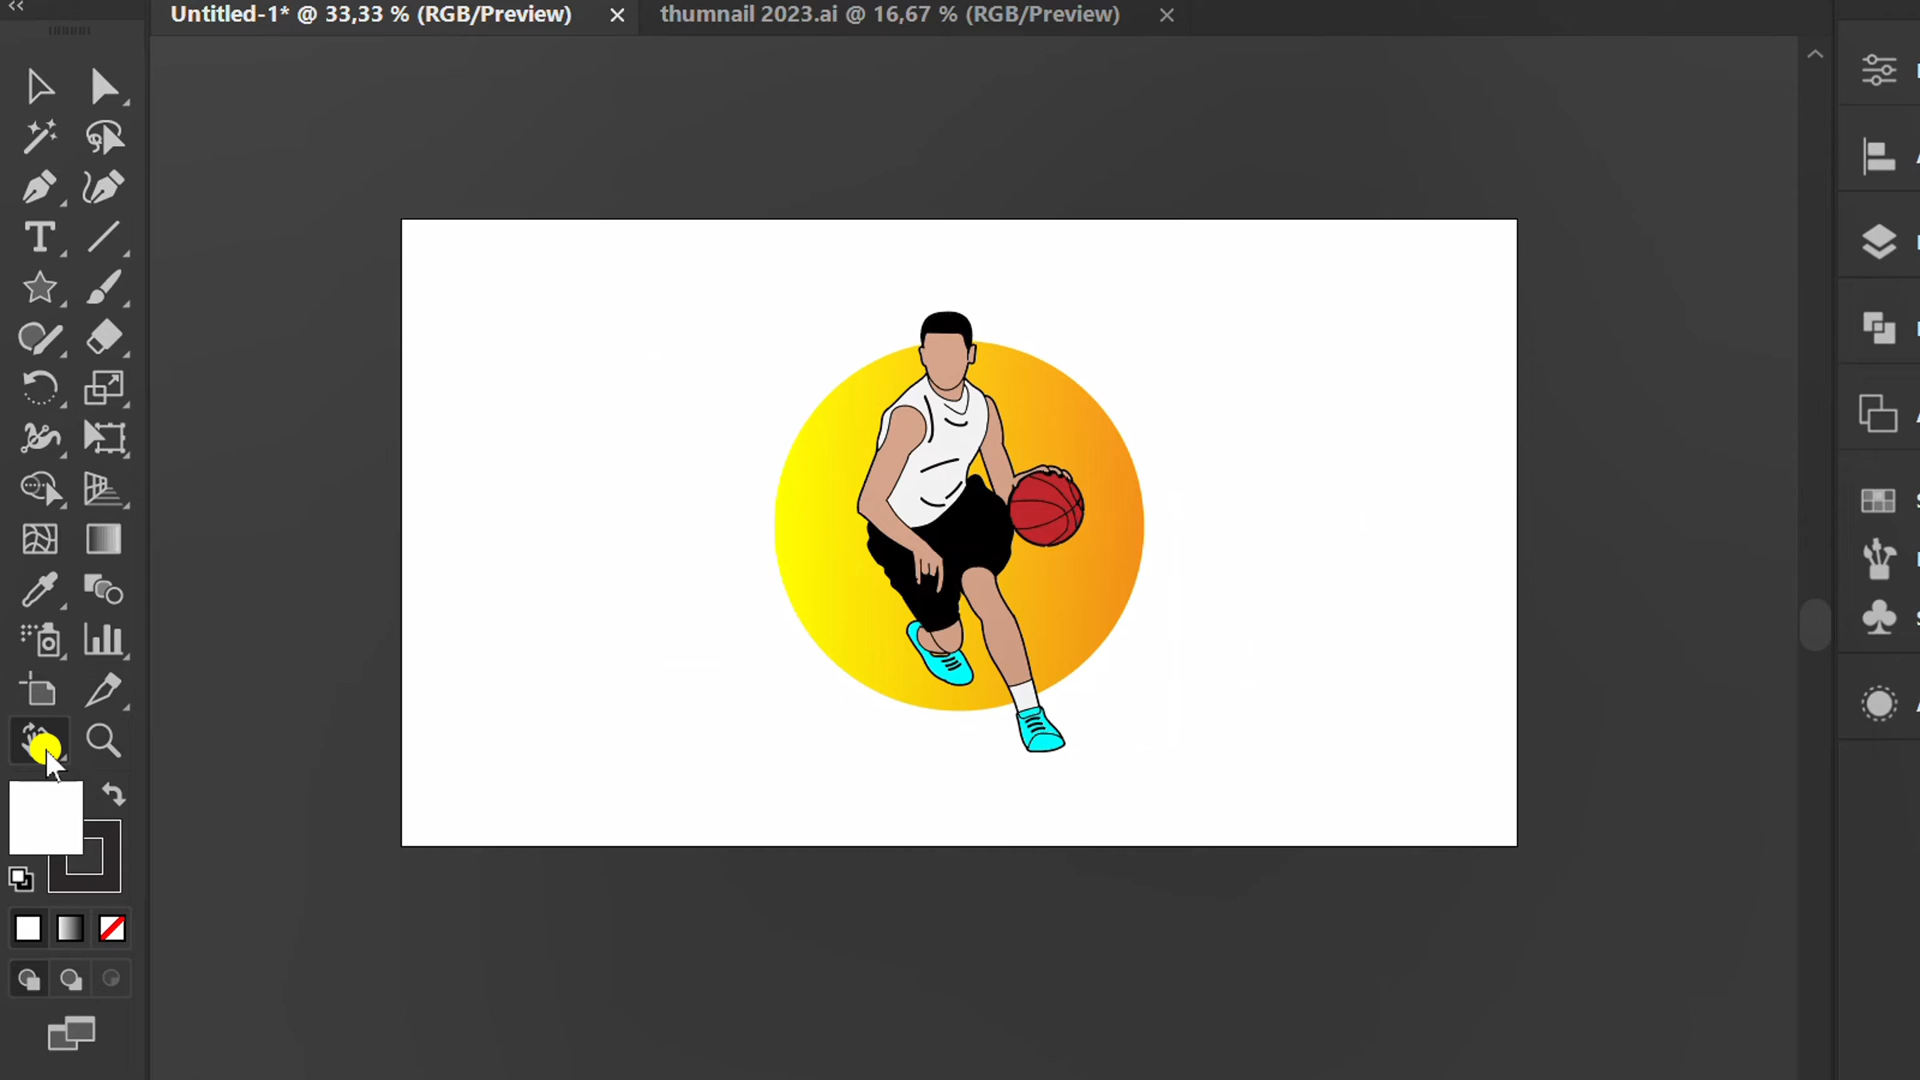 Untitled-1* @ 33,33 % (RGB/Preview)
thumnail 2023.ai @ 16,67 % (RGB/Preview)